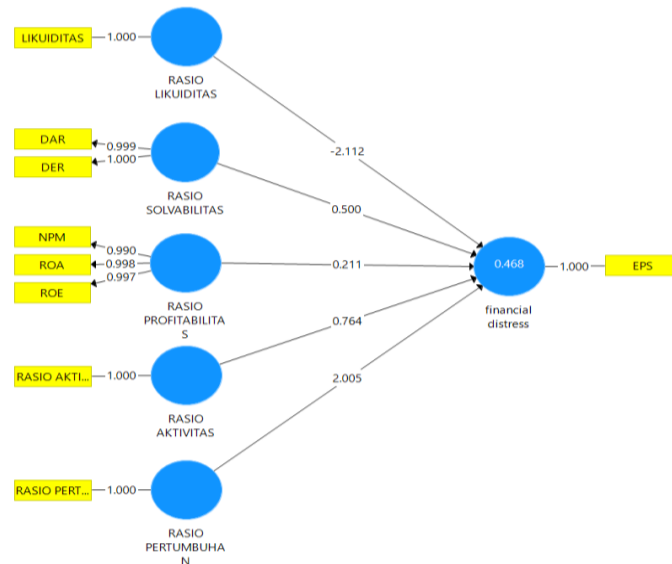 LIKUIDITAS
1.000
RASIO
LIKUIDITAS
-2.112
DAR
0.999
DER
1.000
RASIO
SOLVABILITAS
0.500
NPM
0.990
ROA
0.998
ROE
0.997
RASIO
PROFITABILITA
S
0.211
0.468
1.000
EPS
financial
distress
RASIO AKTI...
1.000
RASIO
AKTIVITAS
0.764
RASIO PERT...
1.000
RASIO
PERTUMBUHA
N
2.005